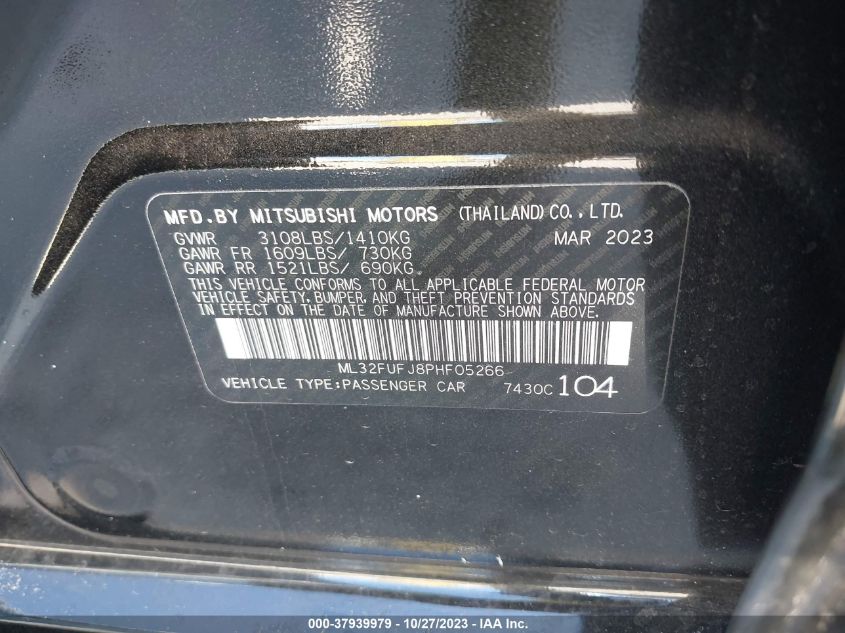 MFD.BY MITSUBISHI MOTORS (THAILAND)CO.,LTD.
GVWR 3108LBS/1410KG MAR 2023
GAWR FR 1609LBS/ 730KG
GAWR RR 1521LBS/ 690KG
THIS VEHICLE CONFORMS TO ALL APPLICABLE FEDERAL MOTOR
VEHICLE SAFETY, BUMPER, AND THEFT PREVENTION STANDARDS
IN EFFECT ON THE DATE OF MANUFACTURE SHOWN ABOVE.
ML32FUFJ8PHF05266
VEHICLE TYPE:PASSENGER CAR 7430C 104
000-37939979 - 10/27/2023 - IAA Inc.